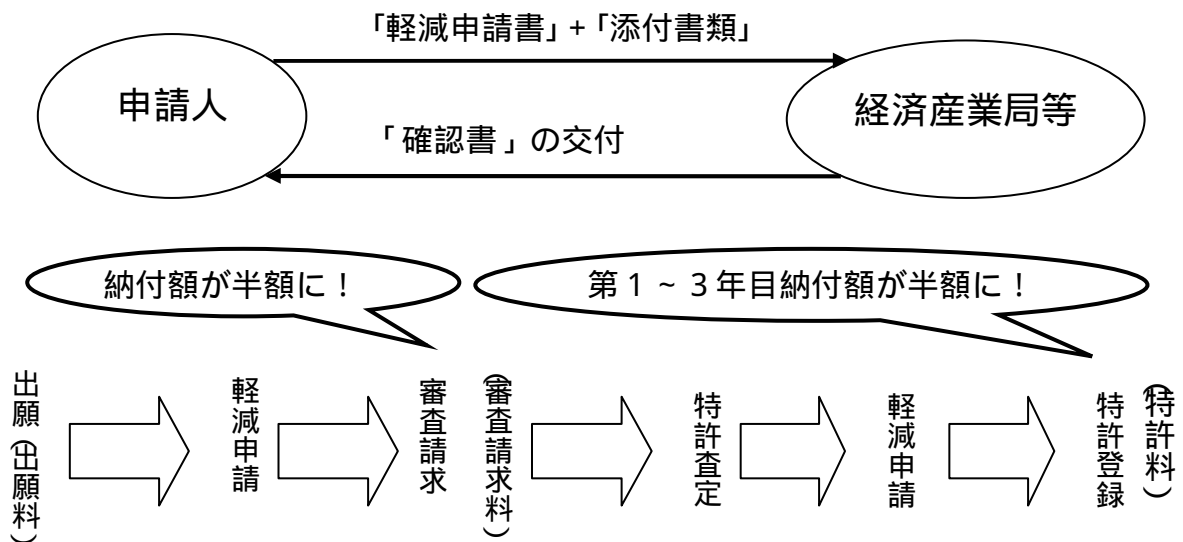 「軽減申請書」+「添付書類」
申請人
経済産業局等
「確認書」の交付
納付額が半額に！
第1~3年目納付額が半額に！
出願(出願料)
軽減申請
審査請求
(審査請求料)
特許査定
軽減申請
特許登録
(特許料)